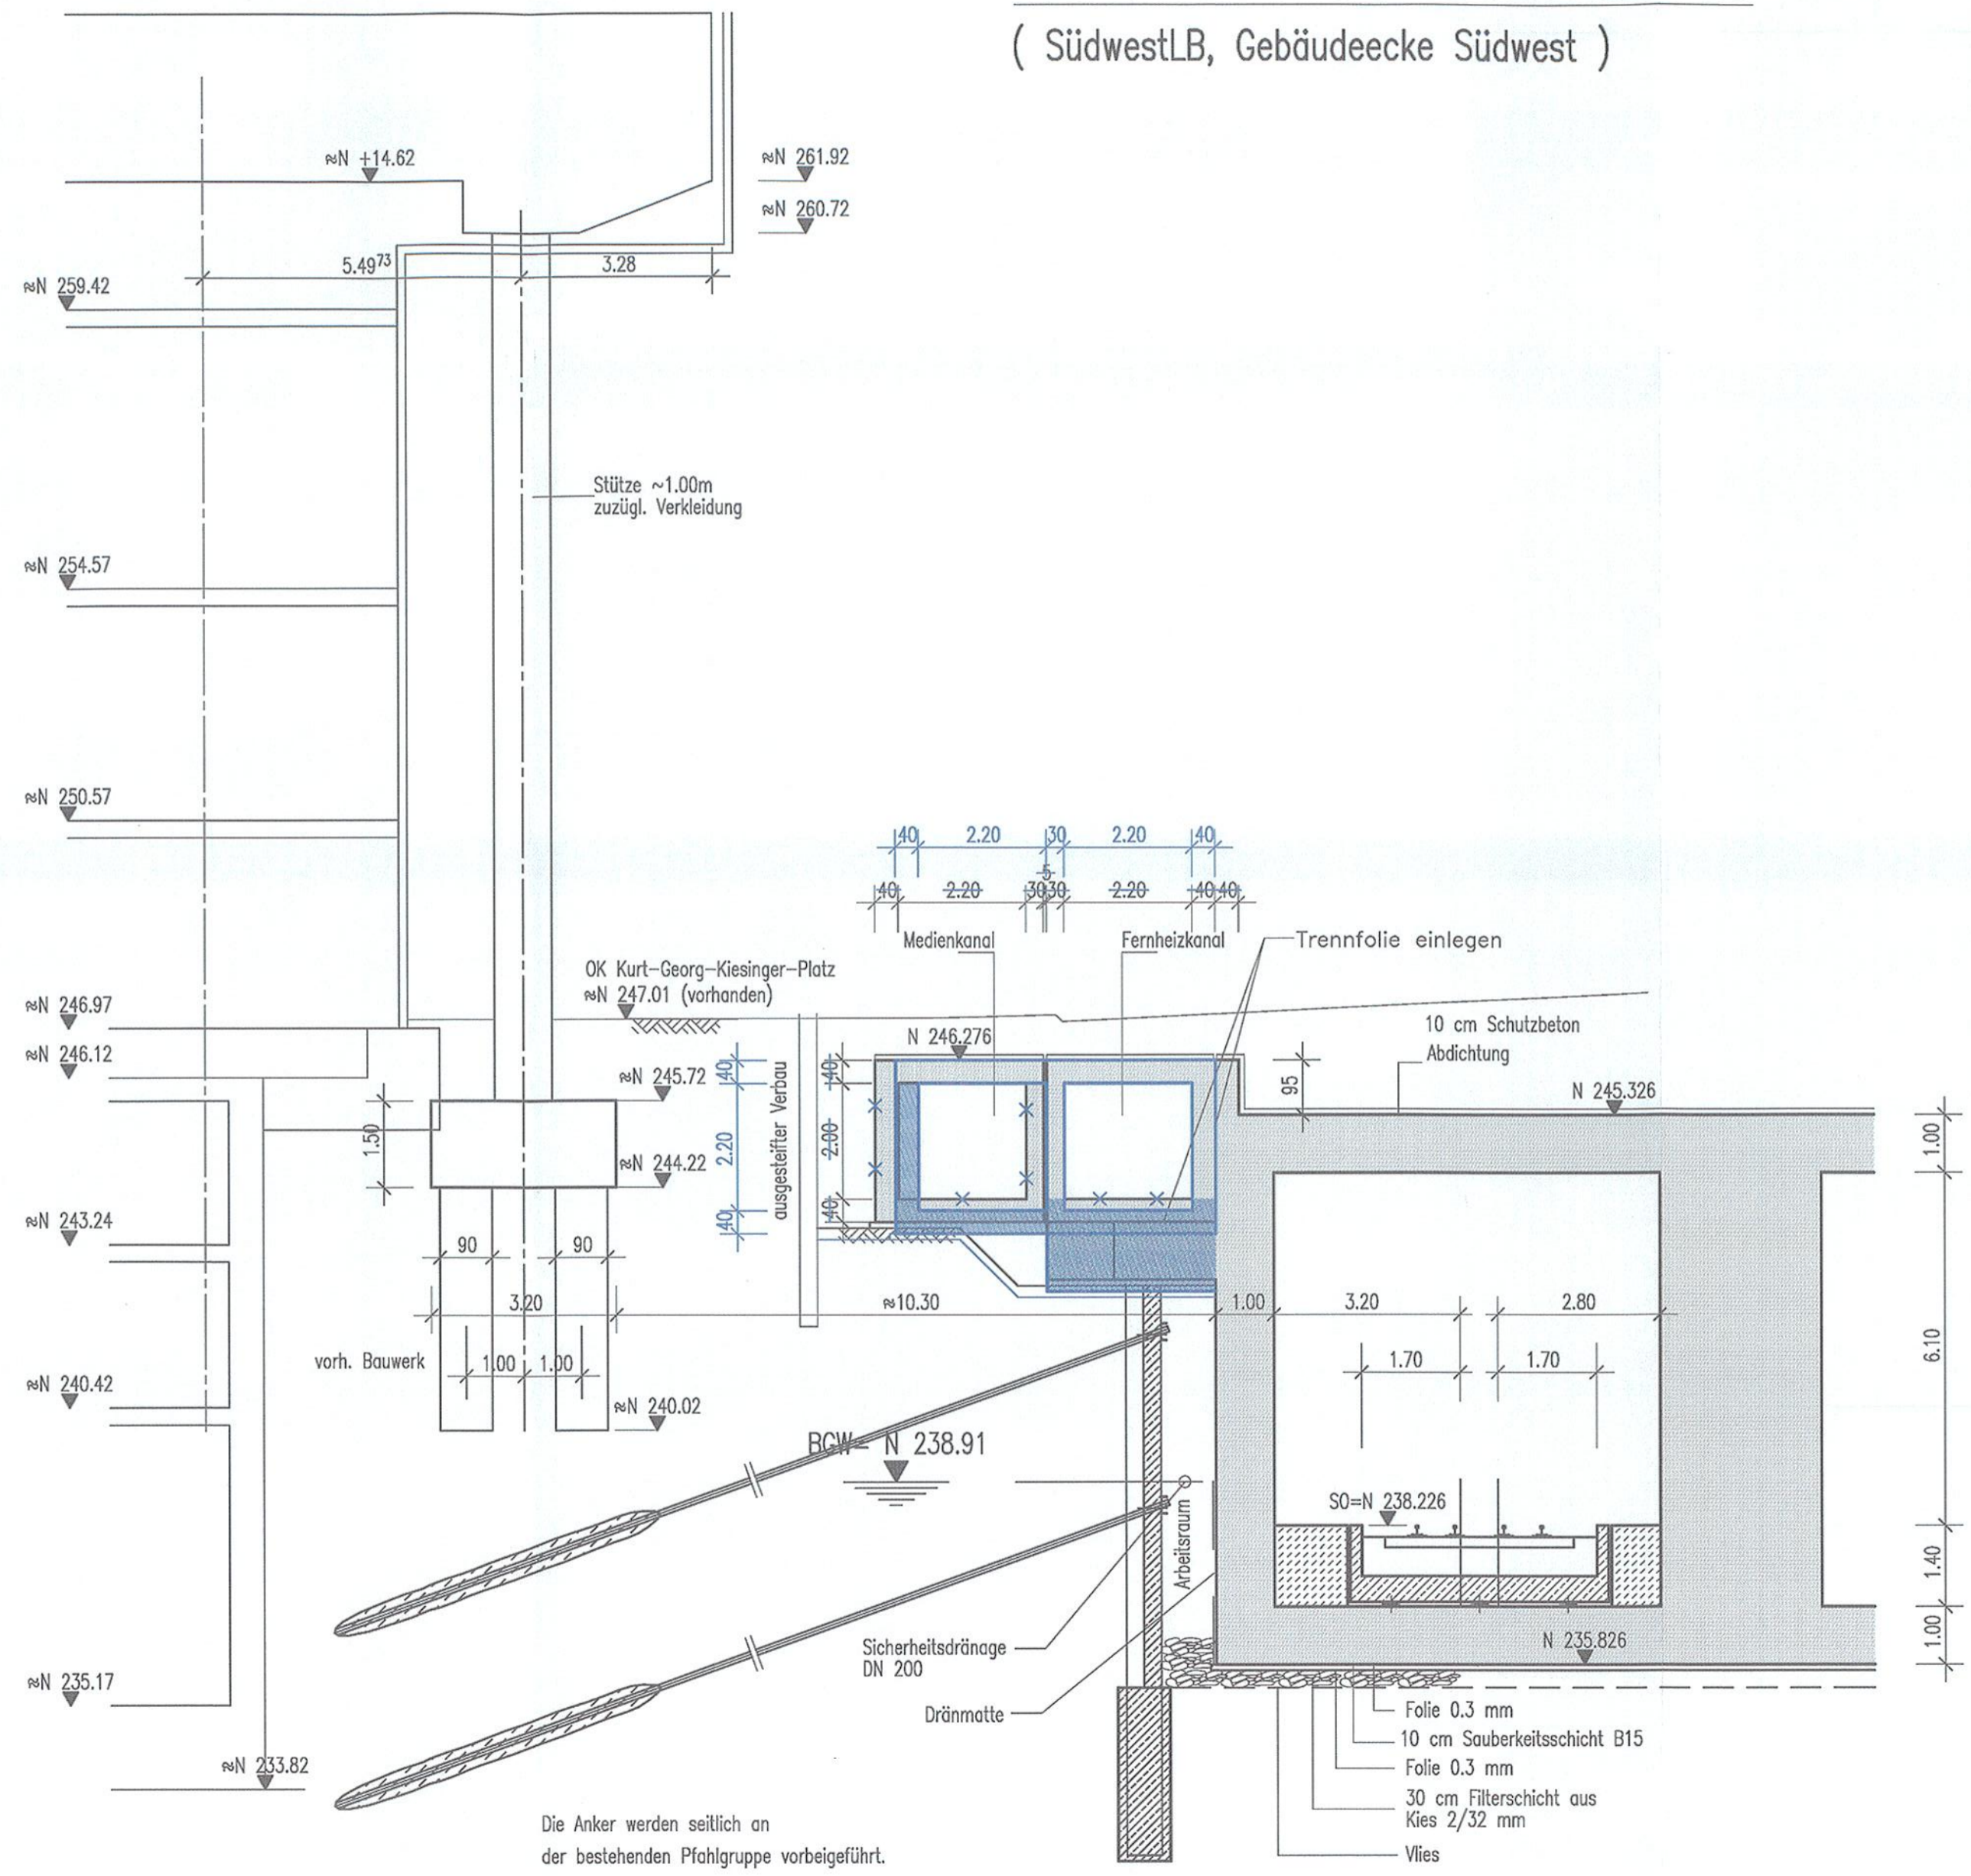 ( SüdwestLB, Gebäudeecke Südwest )
≈N +14.62
≈N 261.92
≈N 260.72
5.49⁷³
3.28
≈N 259.42
Stütze ~1.00m
zuzügl. Verkleidung
≈N 254.57
≈N 250.57
40 2.20 30 2.20 40
5
40 2.20 30 30 2.20 40 40
Medienkanal
Fernheizkanal
Trennfolie einlegen
OK Kurt-Georg-Kiesinger-Platz
≈N 247.01 (vorhanden)
≈N 246.97
N 246.276
10 cm Schutzbeton
Abdichtung
≈N 246.12
≈N 245.72
40
2.20
40
ausgesteifter Verbau
40
2.00
40
95
N 245.326
1.00
1.50
≈N 244.22
≈N 243.24
90
90
3.20
≈10.30
1.00
3.20
2.80
6.10
vorh. Bauwerk
1.00
1.00
1.70
1.70
≈N 240.42
≈N 240.02
BGW= N 238.91
SO=N 238.226
Arbeitsraum
1.40
Sicherheitsdränage
DN 200
N 235.826
1.00
≈N 235.17
Dränmatte
Folie 0.3 mm
10 cm Sauberkeitsschicht B15
≈N 233.82
Folie 0.3 mm
30 cm Filterschicht aus
Kies 2/32 mm
Vlies
Die Anker werden seitlich an
der bestehenden Pfahlgruppe vorbeigeführt.